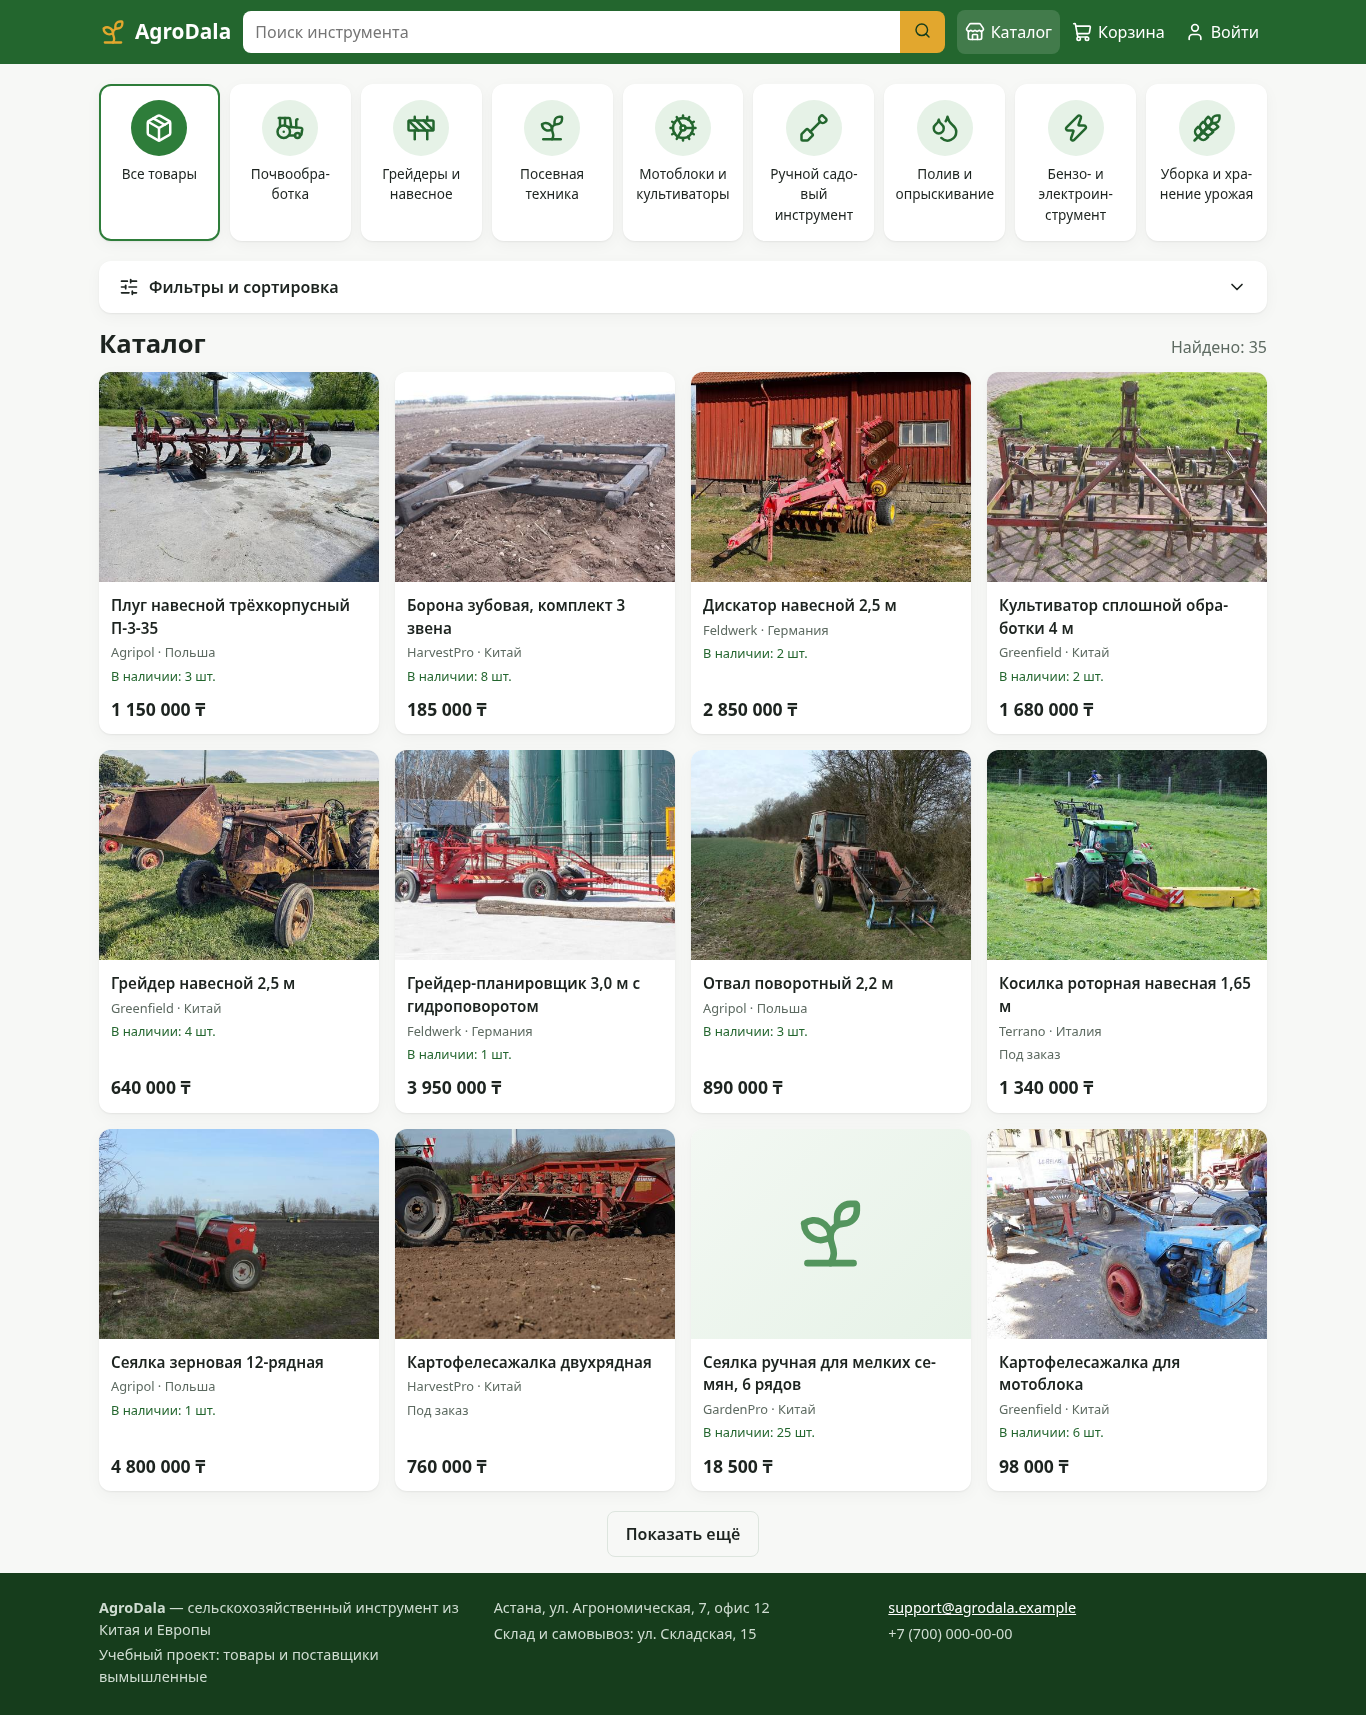 AgroDala
Поиск инструмента
Каталог
Корзина
Войти
Все товары
Почвообра-
ботка
Грейдеры и
навесное
Посевная
техника
Мотоблоки и
культиваторы
Ручной садо-
вый
инструмент
Полив и
опрыскивание
Бензо- и
электроин-
струмент
Уборка и хра-
нение урожая
Фильтры и сортировка
Каталог
Найдено: 35
Плуг навесной трёхкорпусный
П-3-35
Agripol · Польша
В наличии: 3 шт.
1 150 000 ₸
Борона зубовая, комплект 3
звена
HarvestPro · Китай
В наличии: 8 шт.
185 000 ₸
Дискатор навесной 2,5 м
Feldwerk · Германия
В наличии: 2 шт.
2 850 000 ₸
Культиватор сплошной обра-
ботки 4 м
Greenfield · Китай
В наличии: 2 шт.
1 680 000 ₸
Грейдер навесной 2,5 м
Greenfield · Китай
В наличии: 4 шт.
640 000 ₸
Грейдер-планировщик 3,0 м с
гидроповоротом
Feldwerk · Германия
В наличии: 1 шт.
3 950 000 ₸
Отвал поворотный 2,2 м
Agripol · Польша
В наличии: 3 шт.
890 000 ₸
Косилка роторная навесная 1,65
м
Terrano · Италия
Под заказ
1 340 000 ₸
Сеялка зерновая 12-рядная
Agripol · Польша
В наличии: 1 шт.
4 800 000 ₸
Картофелесажалка двухрядная
HarvestPro · Китай
Под заказ
760 000 ₸
Сеялка ручная для мелких се-
мян, 6 рядов
GardenPro · Китай
В наличии: 25 шт.
18 500 ₸
Картофелесажалка для
мотоблока
Greenfield · Китай
В наличии: 6 шт.
98 000 ₸
Показать ещё
AgroDala — сельскохозяйственный инструмент из
Китая и Европы
Учебный проект: товары и поставщики
вымышленные
Астана, ул. Агрономическая, 7, офис 12
Склад и самовывоз: ул. Складская, 15
support@agrodala.example
+7 (700) 000-00-00